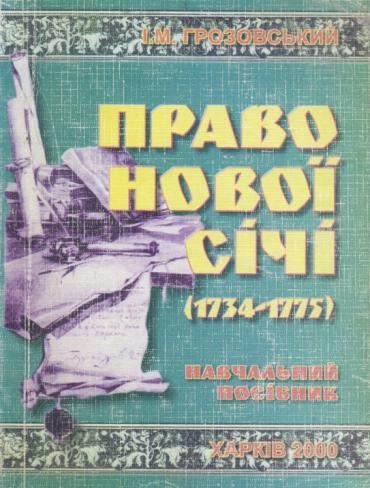 І.М. ГРОЗОВСЬКИЙ
ПРАВО
НОВОЇ
СІЧІ
(1734-1775)
НАВЧАЛЬНИЙ
ПОСІБНИК
ХАРКІВ 2000